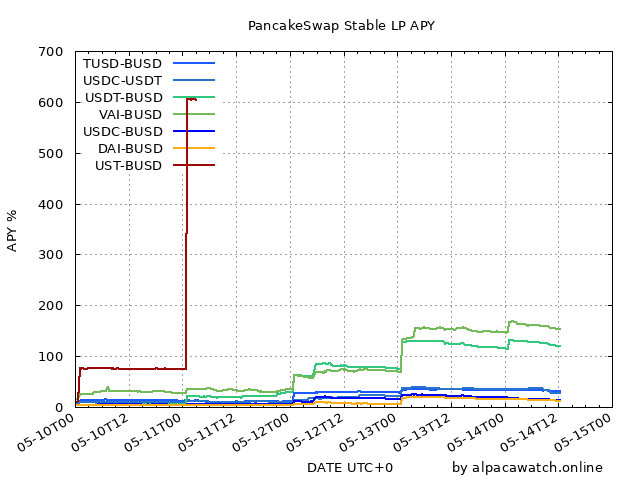 PancakeSwap Stable LP APY
700
600
500
400
300
200
100
0
APY %
TUSD-BUSD
USDC-USDT
USDT-BUSD
VAI-BUSD
USDC-BUSD
DAI-BUSD
UST-BUSD
05-10T00
05-10T12
05-11T00
05-11T12
05-12T00
05-12T12
05-13T00
05-13T12
05-14T00
05-14T12
05-15T00
DATE UTC+0
by alpacawatch.online